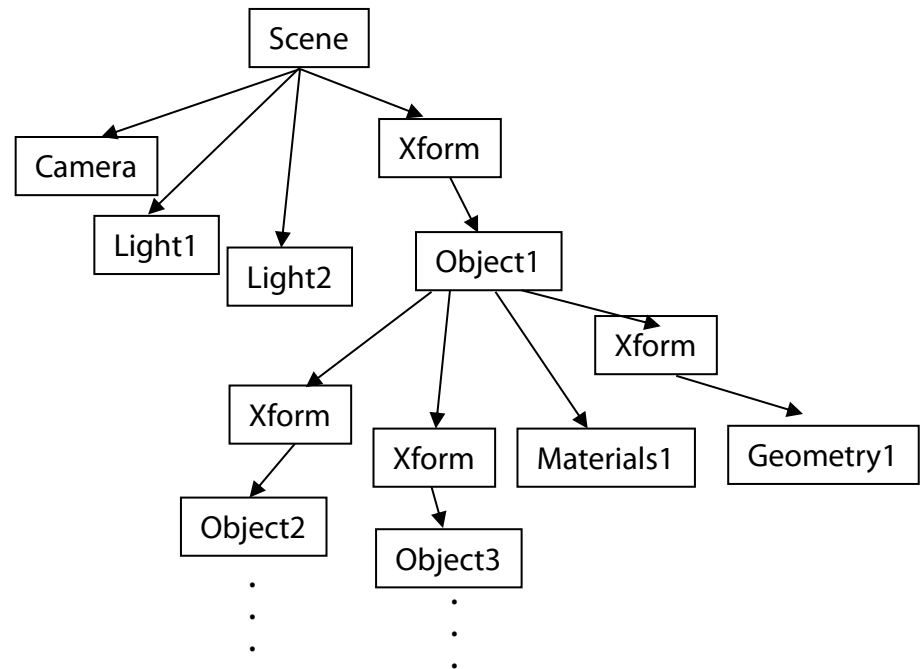 Scene
Camera
Xform
Light1
Light2
Object1
Xform
Xform
Xform
Materials1
Geometry1
Object2
Object3